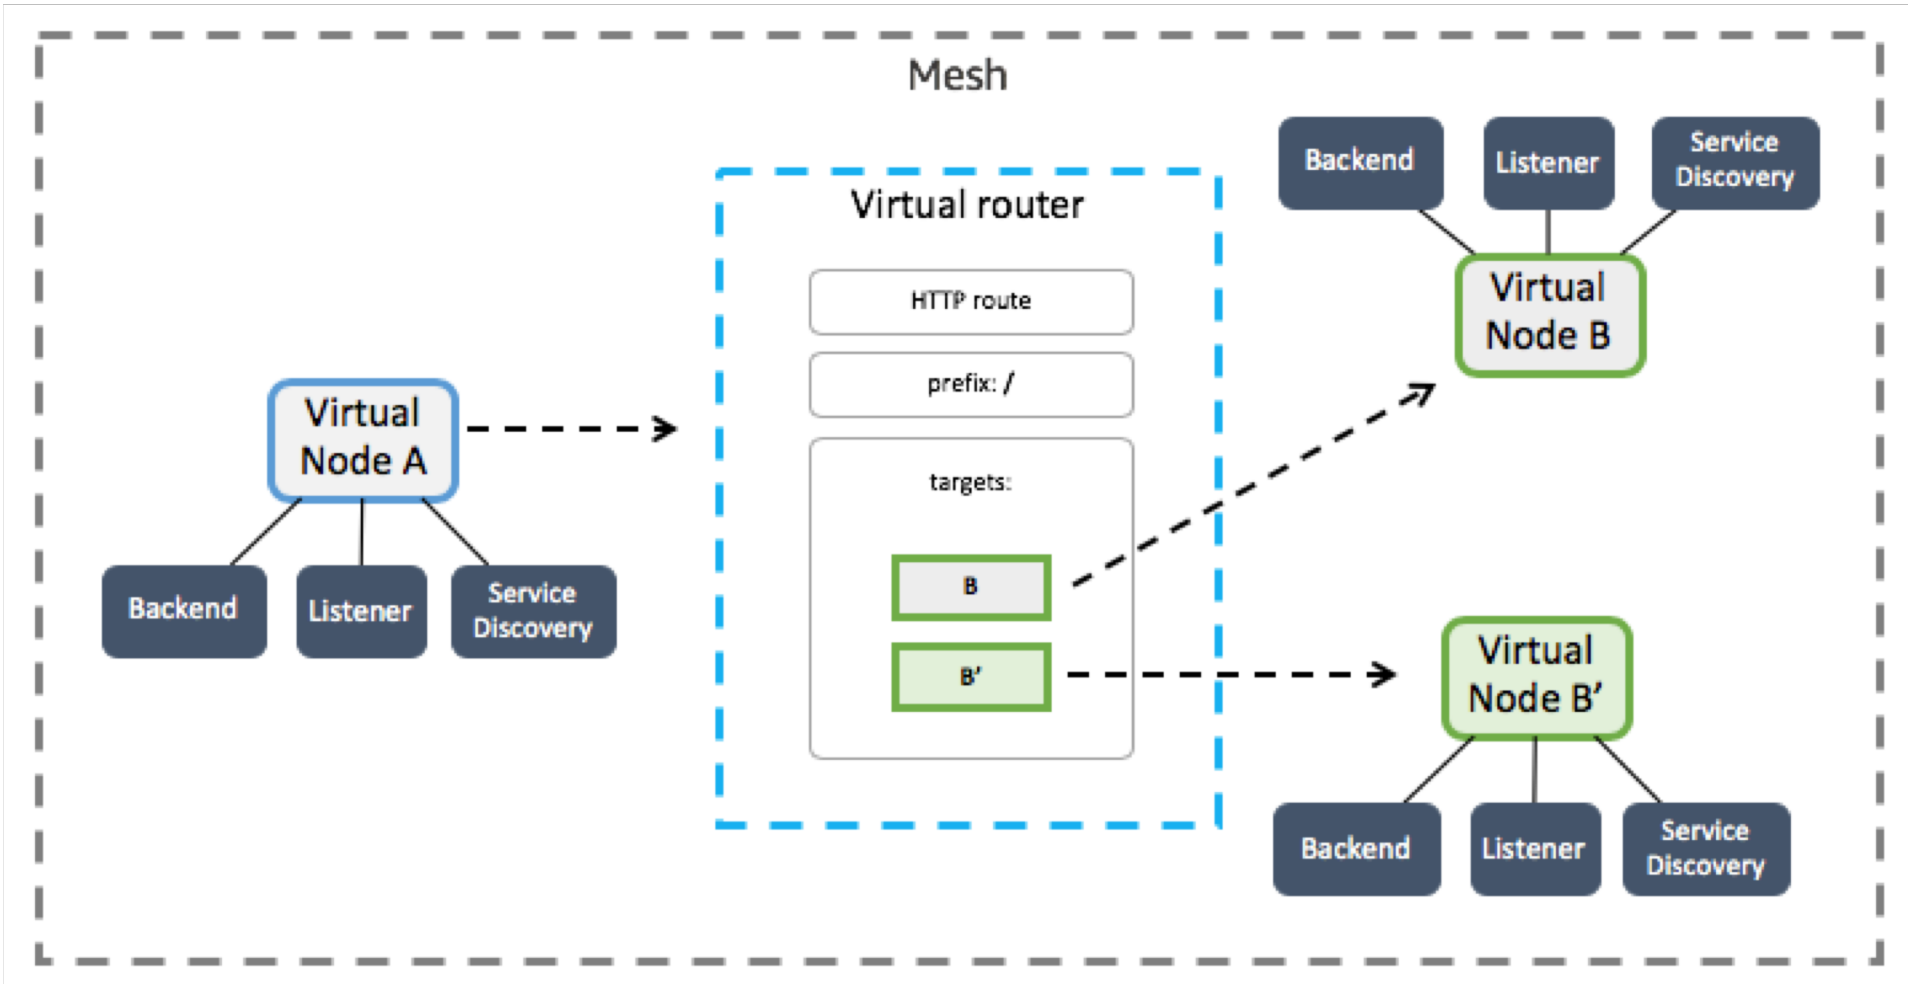 Mesh
Virtual
Node A
Backend
Listener
Service
Discovery
Virtual router
HTTP route
prefix: /
targets:
B
B’
Backend
Listener
Service
Discovery
Virtual
Node B
Virtual
Node B’
Backend
Listener
Service
Discovery